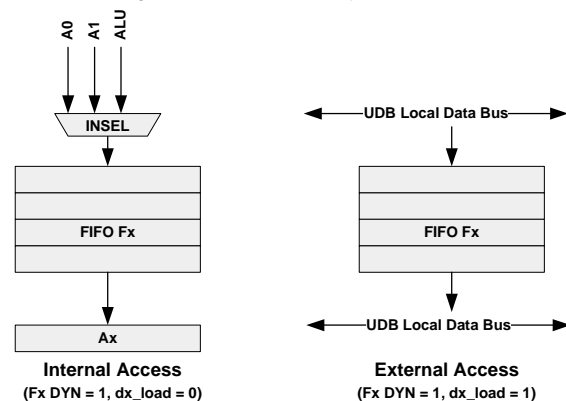 A0
A1
ALU
INSEL
FIFO Fx
Ax
Internal Access
(Fx DYN = 1, dx_load = 0)
UDB Local Data Bus
FIFO Fx
UDB Local Data Bus
External Access
(Fx DYN = 1, dx_load = 1)